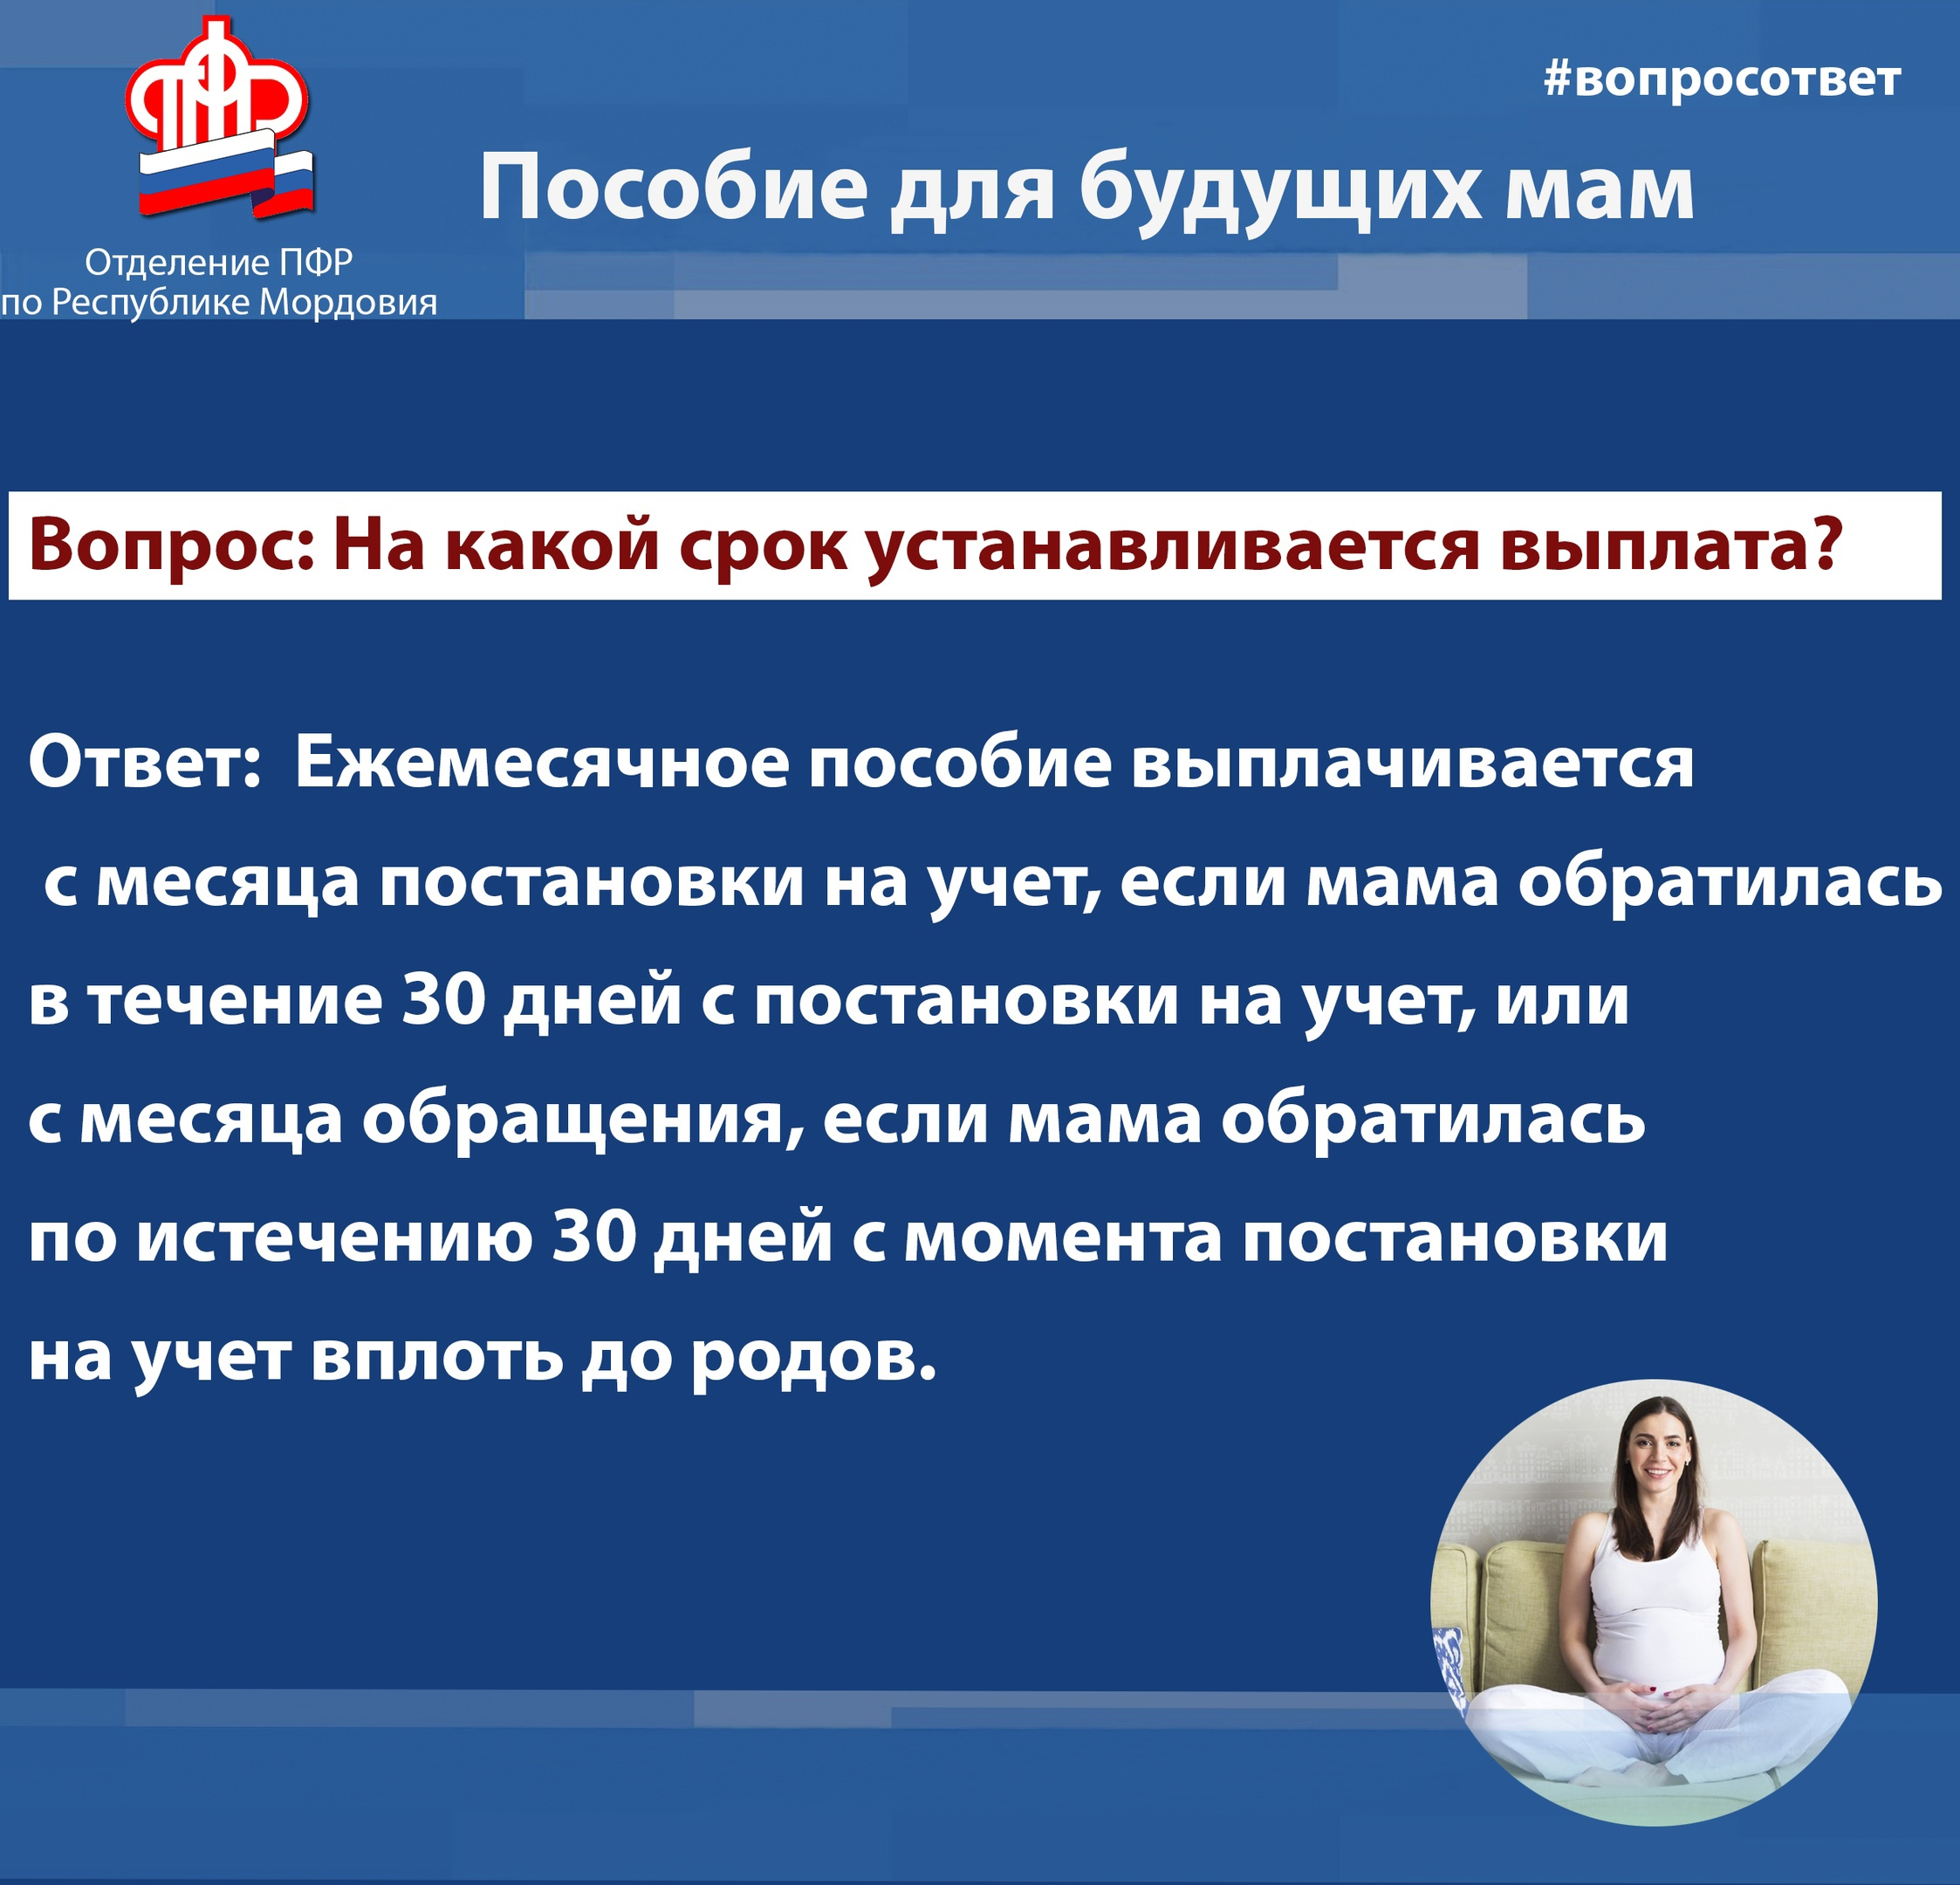 #вопросответ
Пособие для будущих мам
ПФР
Отделение ПФР
по Республике Мордовия
Вопрос: На какой срок устанавливается выплата?
Ответ:  Ежемесячное пособие выплачивается
с месяца постановки на учет, если мама обратилась
в течение 30 дней с постановки на учет, или
с месяца обращения, если мама обратилась
по истечению 30 дней с момента постановки
на учет вплоть до родов.